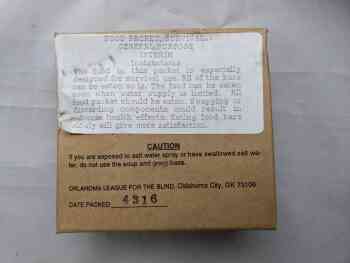 FOOD PACKET, SURVIVAL,
GENERAL PURPOSE
INTERIM
Instructions
The food in this packet is especially
designed for survival use. All of the bars
can be eaten cold. The food can be eaten
even when water supply is limited. All
food packet should be eaten. Swapping or
discarding components could result in
adverse health effects. Eating food bars
slowly will give more satisfaction.
CAUTION
If you are exposed to salt water spray or have swallowed salt wa-
ter, do not use the soup and gravy base.
OKLAHOMA LEAGUE FOR THE BLIND, Oklahoma City, OK 73106
DATE PACKED 4316